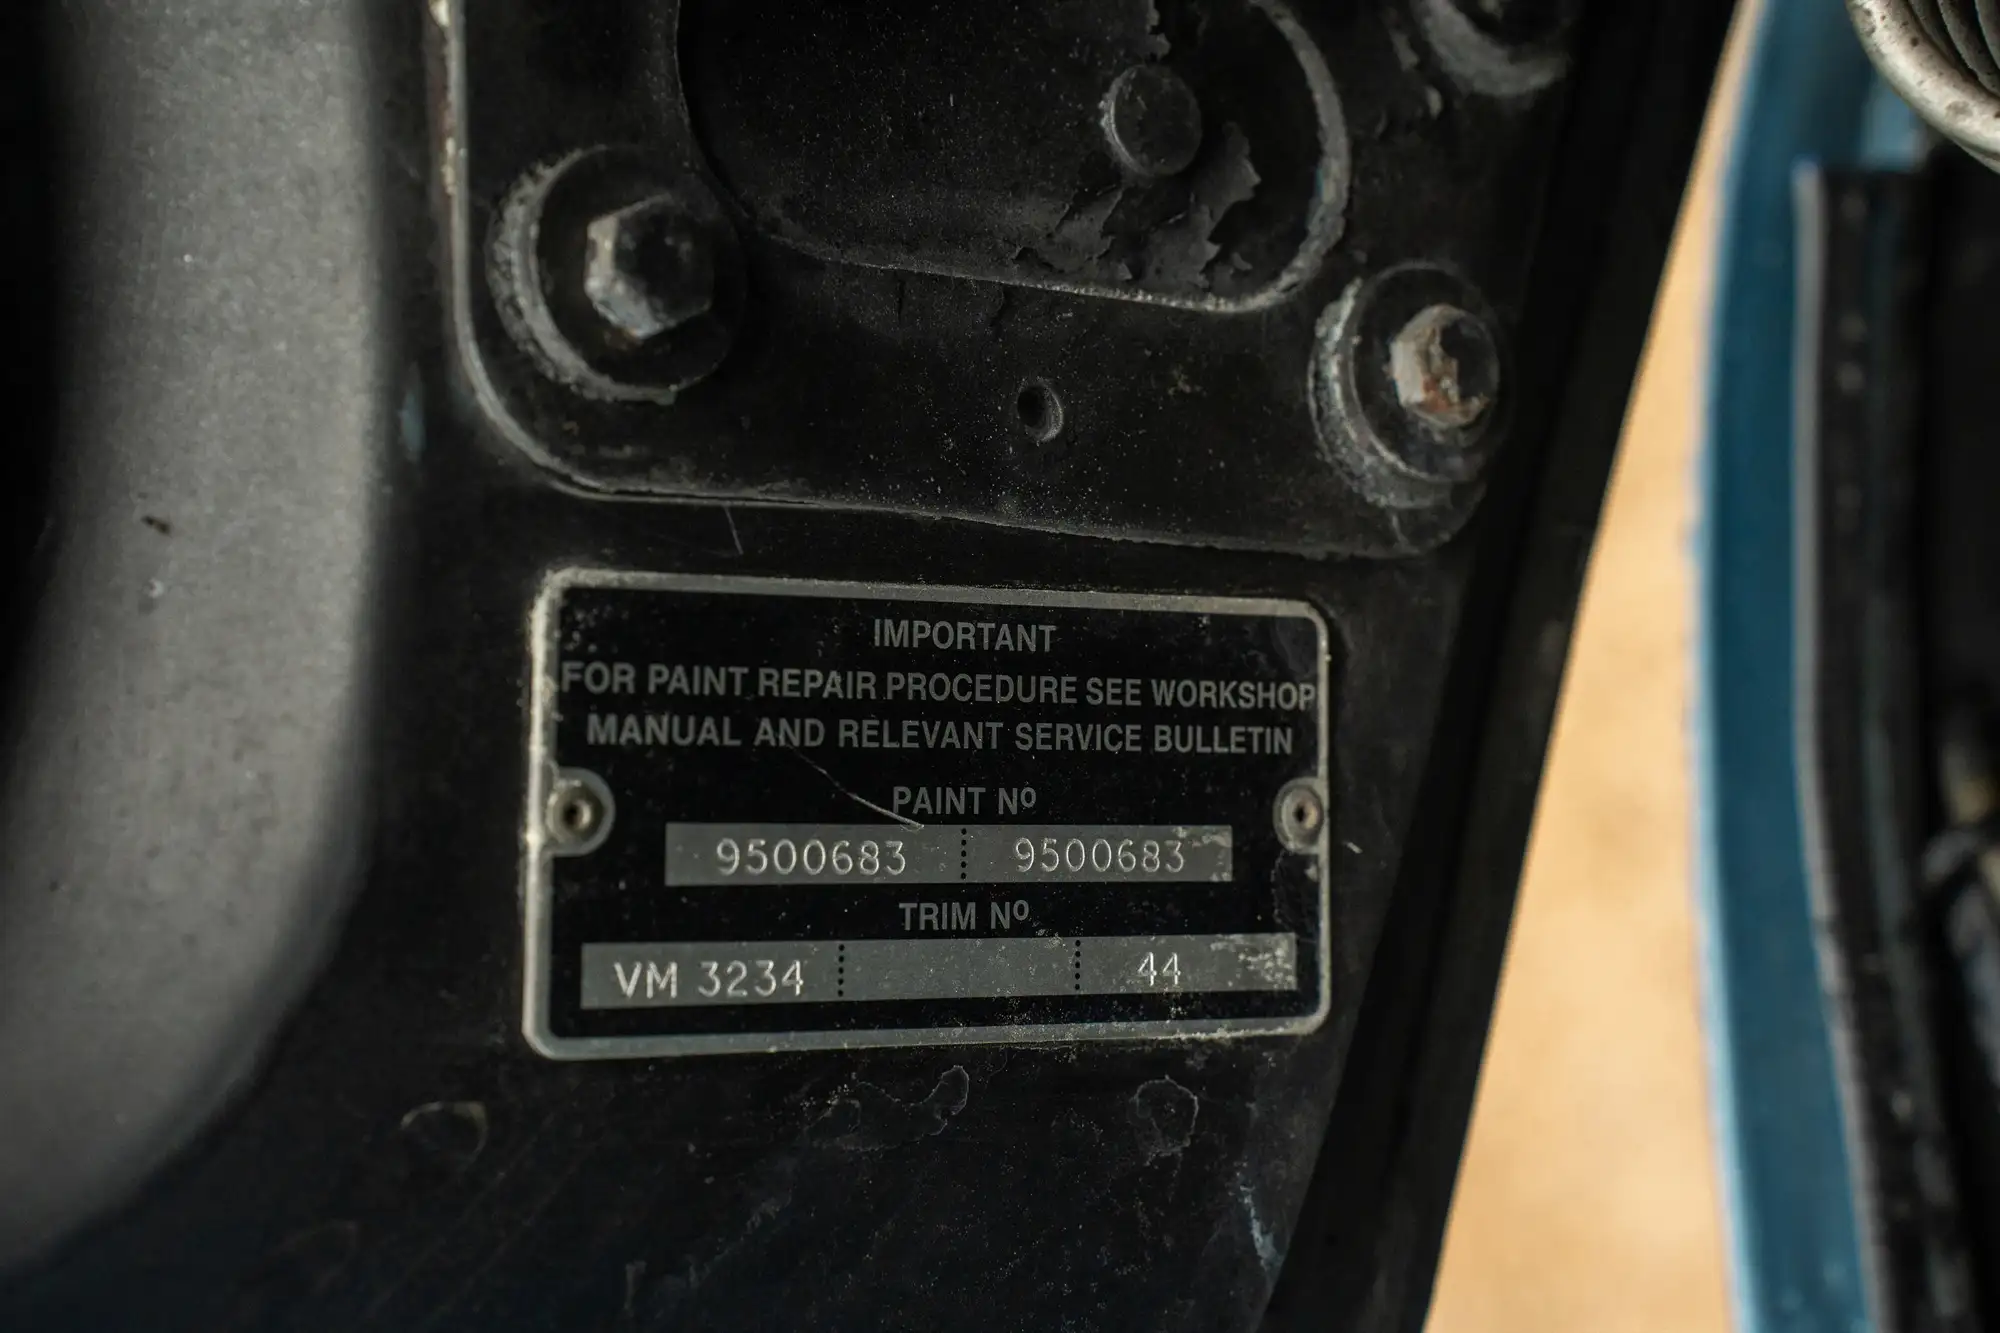 IMPORTANT
FOR PAINT REPAIR PROCEDURE SEE WORKSHOP
MANUAL AND RELEVANT SERVICE BULLETIN
PAINT Nº
9500683 9500683
TRIM Nº
VM 3234 44